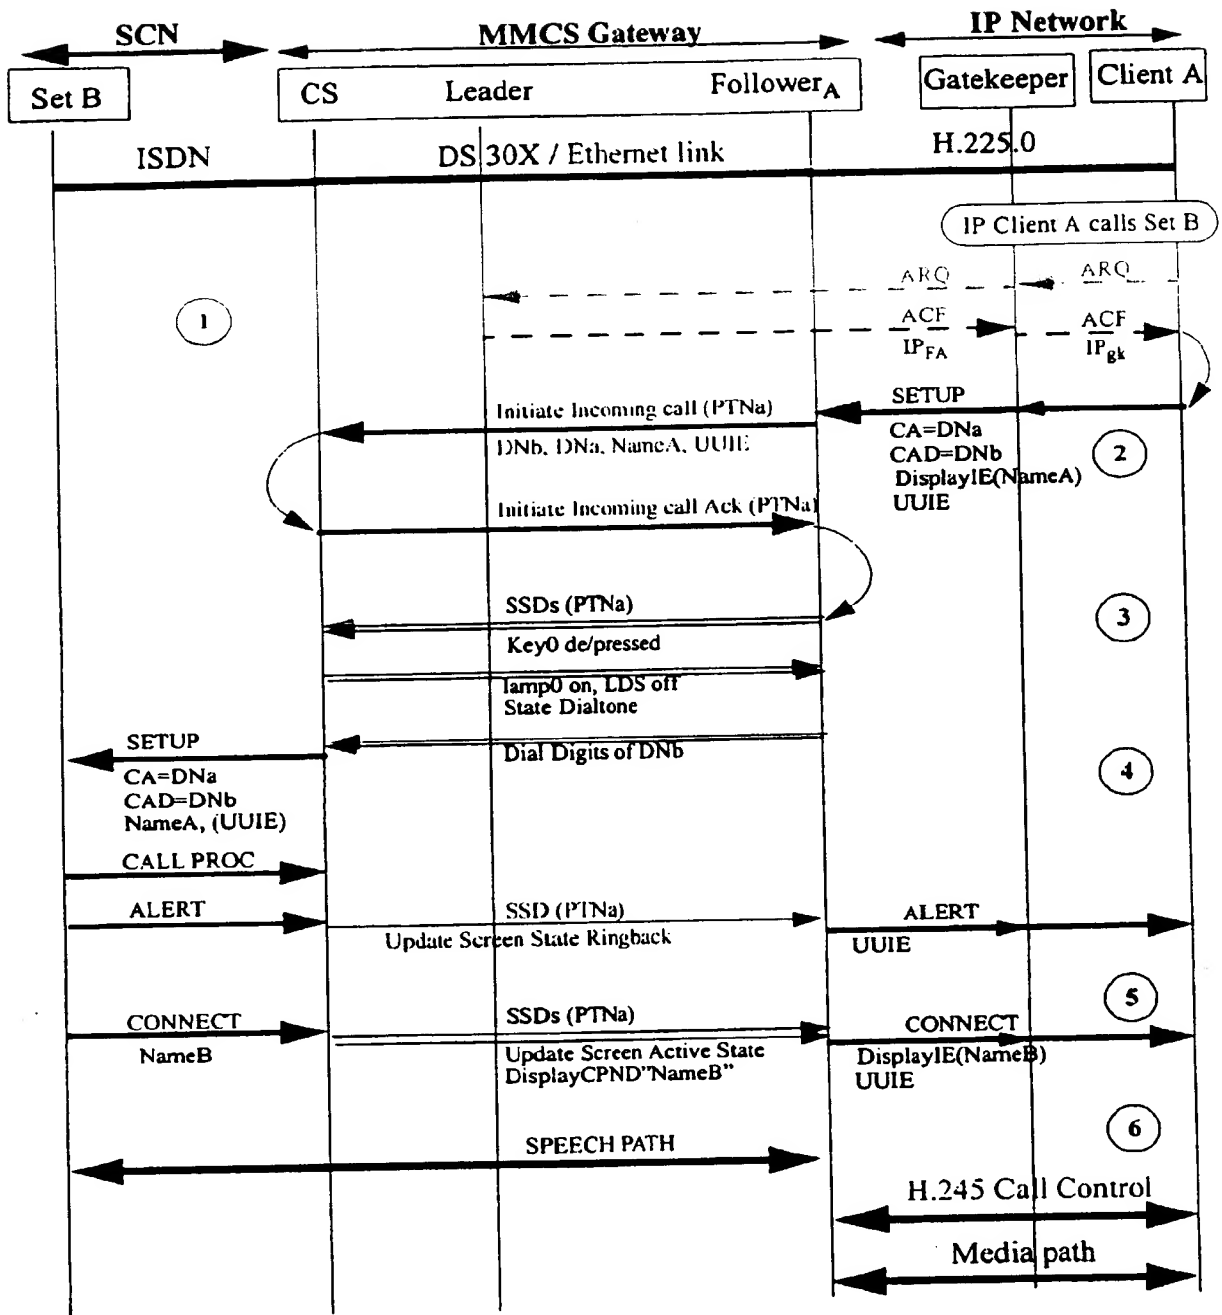 SCN
MMCS Gateway
IP Network
Set B
CS
Leader
FollowerA
Gatekeeper
Client A
ISDN
DS 30X / Ethernet link
H.225.0
IP Client A calls Set B
ARQ
ARQ
1
ACF
ACF
IPFA
IPgk
SETUP
Initiate Incoming call (PTNa)
DNb, DNa, NameA, UUIE
CA=DNa
CAD=DNb
DisplayIE(NameA)
UUIE
2
Initiate Incoming call Ack (PTNa)
SSDs (PTNa)
3
Key0 de/pressed
lamp0 on, LDS off
State Dialtone
SETUP
Dial Digits of DNb
CA=DNa
CAD=DNb
NameA, (UUIE)
4
CALL PROC
ALERT
SSD (PTNa)
ALERT
Update Screen State Ringback
UUIE
5
CONNECT
SSDs (PTNa)
CONNECT
NameB
Update Screen Active State
DisplayCPND"NameB"
DisplayIE(NameB)
UUIE
6
SPEECH PATH
H.245 Call Control
Media path